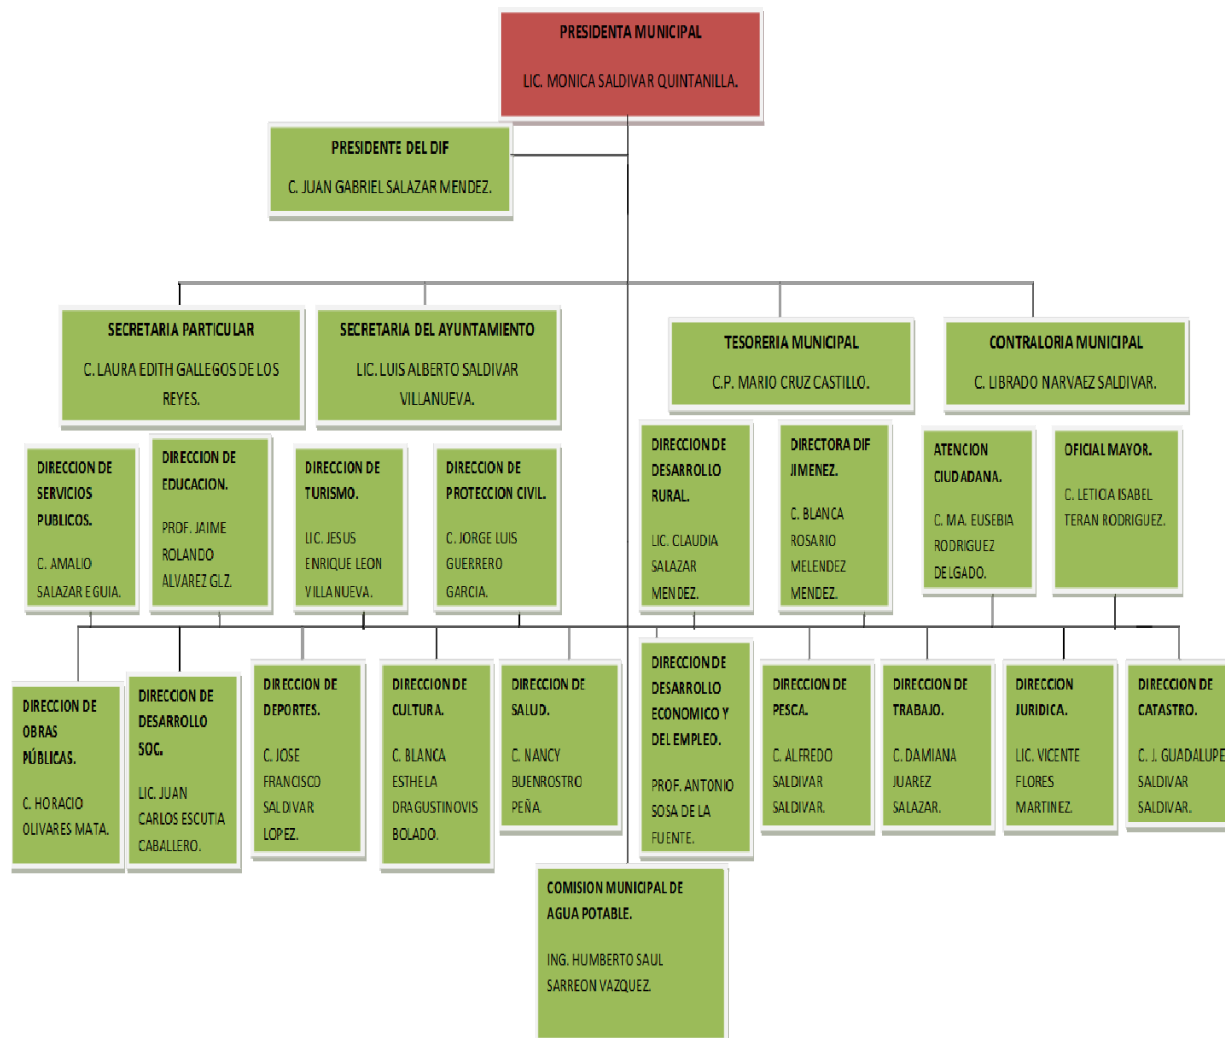 PRESIDENTA MUNICIPAL
LIC. MONICA SALDIVAR QUINTANILLA.
PRESIDENTE DEL DIF
C. JUAN GABRIEL SALAZAR MENDEZ.
SECRETARIA PARTICULAR
C. LAURA EDITH GALLEGOS DE LOS
REYES.
SECRETARIA DEL AYUNTAMIENTO
LIC. LUIS ALBERTO SALDIVAR
VILLANUEVA.
TESORERIA MUNICIPAL
C.P. MARIO CRUZ CASTILLO.
CONTRALORIA MUNICIPAL
C. LIBRADO NARVAEZ SALDIVAR.
DIRECCION DE
SERVICIOS
PUBLICOS.
C. AMALIO
SALAZAR EGUIA.
DIRECCION DE
EDUCACION.
PROF. JAIME
ROLANDO
ALVAREZ GLZ.
DIRECCION DE
TURISMO.
LIC. JESUS
ENRIQUE LEON
VILLANUEVA.
DIRECCION DE
PROTECCION CIVIL.
C. JORGE LUIS
GUERRERO
GARCIA.
DIRECCION DE
DESARROLLO
RURAL.
LIC. CLAUDIA
SALAZAR
MENDEZ.
DIRECTORA DIF
JIMENEZ.
C. BLANCA
ROSARIO
MELENDEZ
MENDEZ.
ATENCION
CIUDADANA.
C. MA. EUSEBIA
RODRIGUEZ
DELGADO.
OFICIAL MAYOR.
C. LETICIA ISABEL
TERAN RODRIGUEZ.
DIRECCION DE
OBRAS
PÚBLICAS.
C. HORACIO
OLIVARES MATA.
DIRECCION DE
DESARROLLO
SOC.
LIC. JUAN
CARLOS ESCUTIA
CABALLERO.
DIRECCION DE
DEPORTES.
C. JOSE
FRANCISCO
SALDIVAR
LOPEZ.
DIRECCION DE
CULTURA.
C. BLANCA
ESTHELA
DRAGUSTINOVIS
BOLADO.
DIRECCION DE
SALUD.
C. NANCY
BUENROSTRO
PEÑA.
DIRECCION DE
DESARROLLO
ECONOMICO Y
DEL EMPLEO.
PROF. ANTONIO
SOSA DE LA
FUENTE.
DIRECCION DE
PESCA.
C. ALFREDO
SALDIVAR
SALDIVAR.
DIRECCION DE
TRABAJO.
C. DAMIANA
JUAREZ
SALAZAR.
DIRECCION
JURIDICA.
LIC. VICENTE
FLORES
MARTINEZ.
DIRECCION DE
CATASTRO.
C. J. GUADALUPE
SALDIVAR
SALDIVAR.
COMISION MUNICIPAL DE
AGUA POTABLE.
ING. HUMBERTO SAUL
SARREON VAZQUEZ.